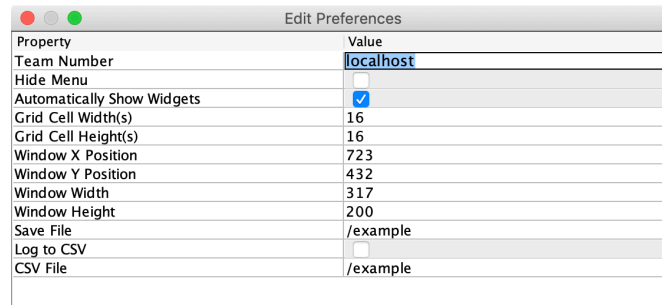 Edit Preferences
Property Value
Team Number localhost
Hide Menu
Automatically Show Widgets
Grid Cell Width(s) 16
Grid Cell Height(s) 16
Window X Position 723
Window Y Position 432
Window Width 317
Window Height 200
Save File /example
Log to CSV
CSV File /example